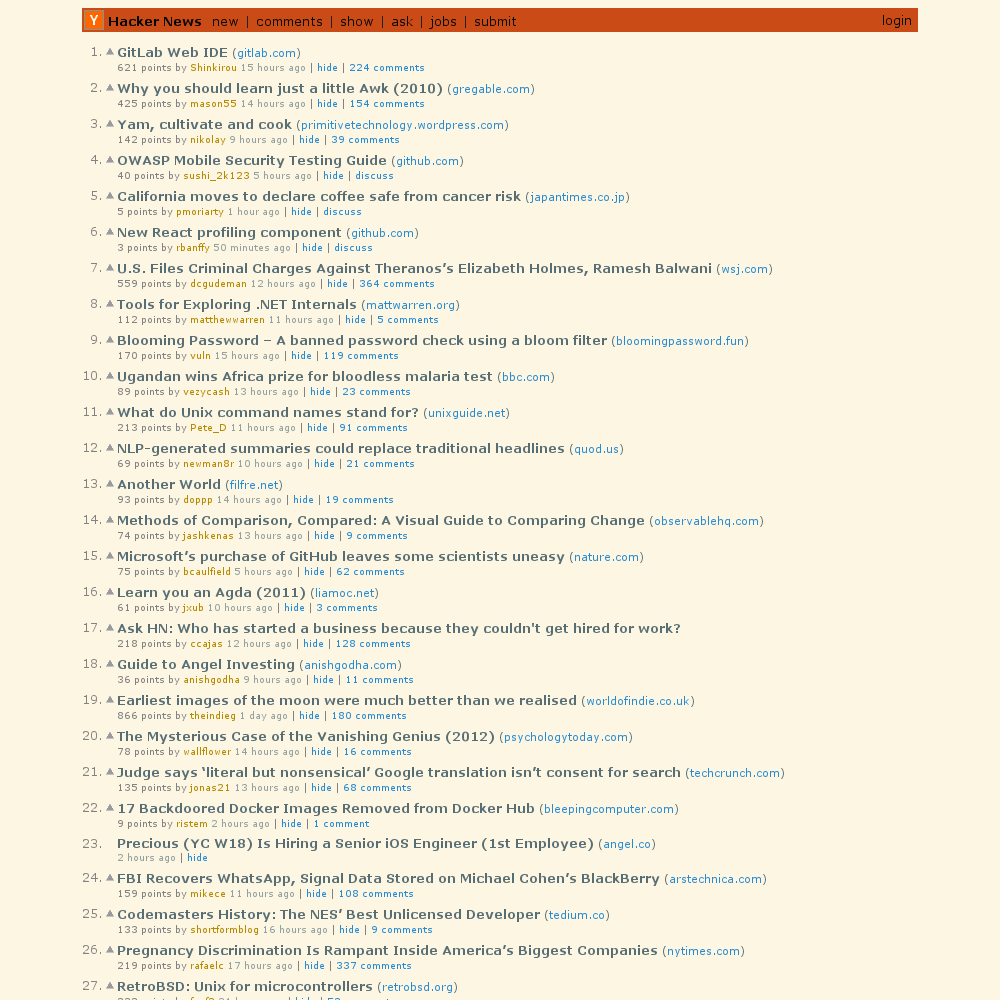 Y Hacker News new | comments | show | ask | jobs | submit login
1. GitLab Web IDE (gitlab.com)
621 points by Shinkirou 15 hours ago | hide | 224 comments
2. Why you should learn just a little Awk (2010) (gregable.com)
425 points by mason55 14 hours ago | hide | 154 comments
3. Yam, cultivate and cook (primitivetechnology.wordpress.com)
142 points by nikolay 9 hours ago | hide | 39 comments
4. OWASP Mobile Security Testing Guide (github.com)
40 points by sushi_2k123 5 hours ago | hide | discuss
5. California moves to declare coffee safe from cancer risk (japantimes.co.jp)
5 points by pmoriarty 1 hour ago | hide | discuss
6. New React profiling component (github.com)
3 points by rbanffy 50 minutes ago | hide | discuss
7. U.S. Files Criminal Charges Against Theranos’s Elizabeth Holmes, Ramesh Balwani (wsj.com)
559 points by dcgudeman 12 hours ago | hide | 364 comments
8. Tools for Exploring .NET Internals (mattwarren.org)
112 points by matthewwarren 11 hours ago | hide | 5 comments
9. Blooming Password – A banned password check using a bloom filter (bloomingpassword.fun)
170 points by vuln 15 hours ago | hide | 119 comments
10. Ugandan wins Africa prize for bloodless malaria test (bbc.com)
89 points by vezycash 13 hours ago | hide | 23 comments
11. What do Unix command names stand for? (unixguide.net)
213 points by Pete_D 11 hours ago | hide | 91 comments
12. NLP-generated summaries could replace traditional headlines (quod.us)
69 points by newman8r 10 hours ago | hide | 21 comments
13. Another World (filfre.net)
93 points by doppp 14 hours ago | hide | 19 comments
14. Methods of Comparison, Compared: A Visual Guide to Comparing Change (observablehq.com)
74 points by jashkenas 13 hours ago | hide | 9 comments
15. Microsoft’s purchase of GitHub leaves some scientists uneasy (nature.com)
75 points by bcaulfield 5 hours ago | hide | 62 comments
16. Learn you an Agda (2011) (liamoc.net)
61 points by jxub 10 hours ago | hide | 3 comments
17. Ask HN: Who has started a business because they couldn't get hired for work?
218 points by ccajas 12 hours ago | hide | 128 comments
18. Guide to Angel Investing (anishgodha.com)
36 points by anishgodha 9 hours ago | hide | 11 comments
19. Earliest images of the moon were much better than we realised (worldofindie.co.uk)
866 points by theindieg 1 day ago | hide | 180 comments
20. The Mysterious Case of the Vanishing Genius (2012) (psychologytoday.com)
78 points by wallflower 14 hours ago | hide | 16 comments
21. Judge says ‘literal but nonsensical’ Google translation isn’t consent for search (techcrunch.com)
135 points by jonas21 13 hours ago | hide | 68 comments
22. 17 Backdoored Docker Images Removed from Docker Hub (bleepingcomputer.com)
9 points by ristem 2 hours ago | hide | 1 comment
23. Precious (YC W18) Is Hiring a Senior iOS Engineer (1st Employee) (angel.co)
2 hours ago | hide
24. FBI Recovers WhatsApp, Signal Data Stored on Michael Cohen’s BlackBerry (arstechnica.com)
159 points by mikece 11 hours ago | hide | 108 comments
25. Codemasters History: The NES’ Best Unlicensed Developer (tedium.co)
133 points by shortformblog 16 hours ago | hide | 9 comments
26. Pregnancy Discrimination Is Rampant Inside America’s Biggest Companies (nytimes.com)
219 points by rafaelc 17 hours ago | hide | 337 comments
27. RetroBSD: Unix for microcontrollers (retrobsd.org)